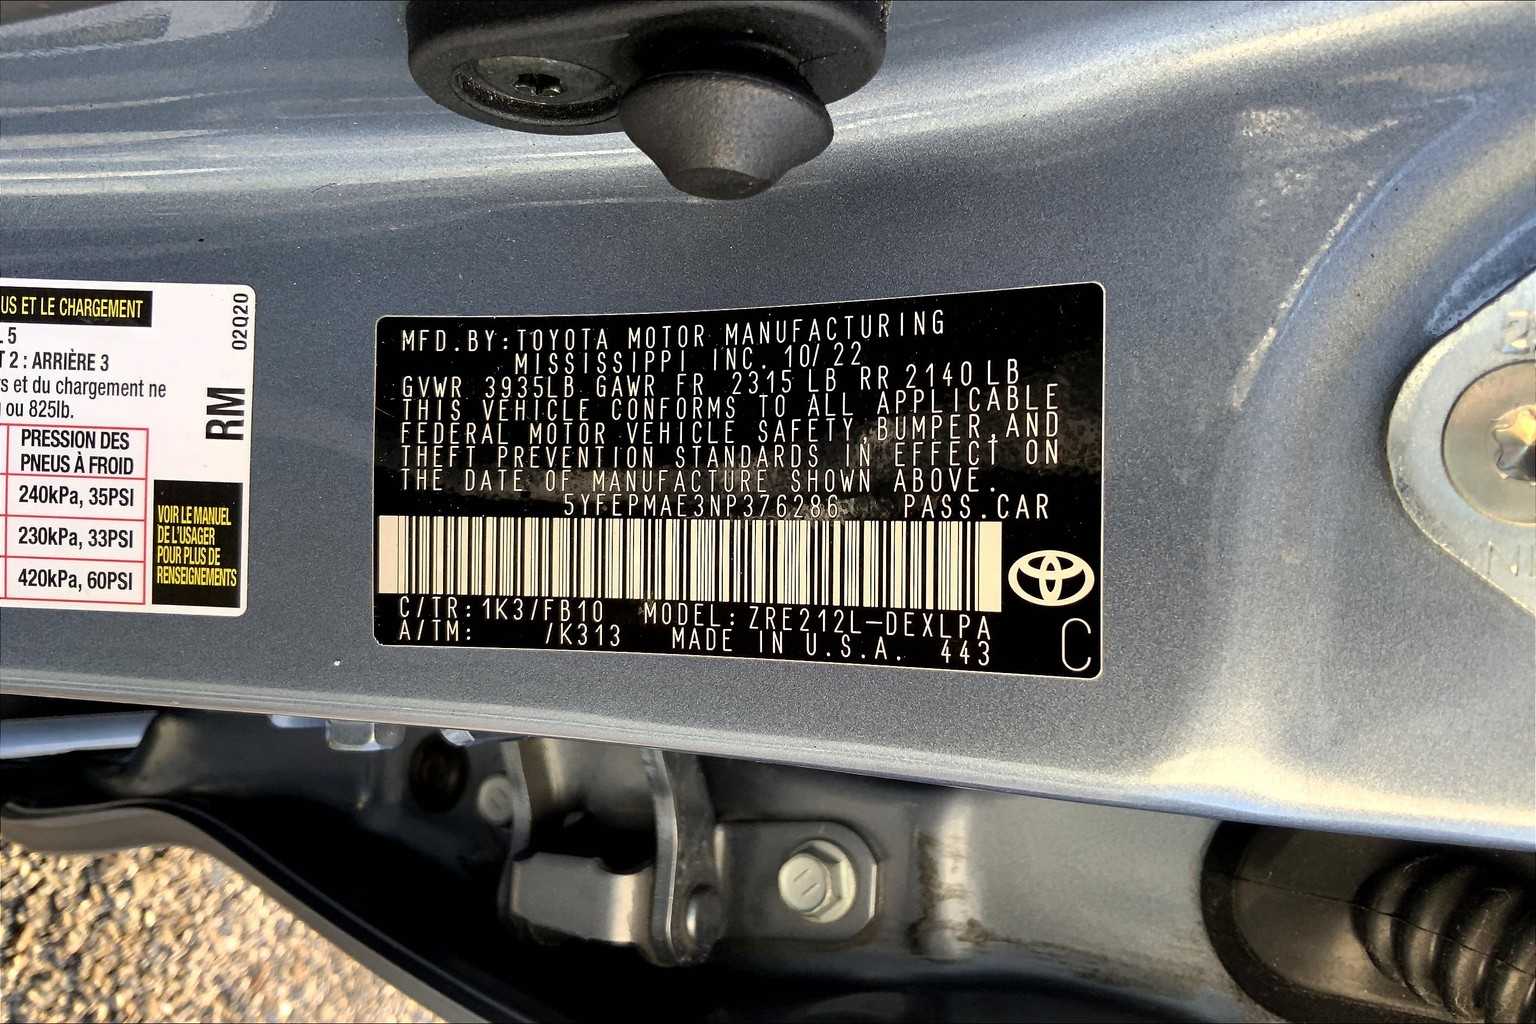 US ET LE CHARGEMENT
5
2 : ARRIÈRE 3
et du chargement ne
ou 825lb.
PRESSION DES
PNEUS À FROID
240kPa, 35PSI
230kPa, 33PSI
420kPa, 60PSI
02Q20
RM
VOIR LE MANUEL
DE L'USAGER
POUR PLUS DE
RENSEIGNEMENTS
MFD.BY:TOYOTA MOTOR MANUFACTURING
MISSISSIPPI INC. 10/22
GVWR 3935LB GAWR FR 2315 LB RR 2140 LB
THIS VEHICLE CONFORMS TO ALL APPLICABLE
FEDERAL MOTOR VEHICLE SAFETY,BUMPER,AND
THEFT PREVENTION STANDARDS IN EFFECT ON
THE DATE OF MANUFACTURE SHOWN ABOVE.
5YFEPMAE3NP376286 PASS.CAR
C/TR:1K3/FB10 MODEL:ZRE212L-DEXLPA
A/TM: /K313 MADE IN U.S.A. 443
C